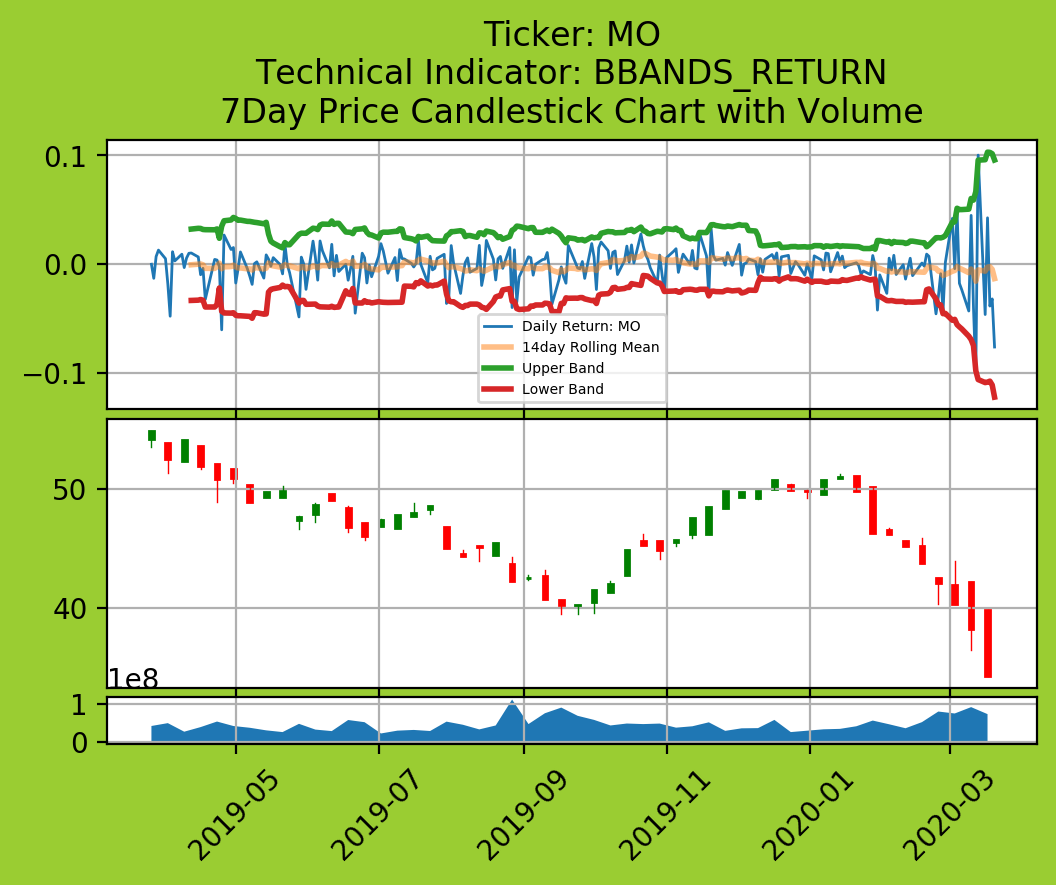 Ticker: MO
Technical Indicator: BBANDS_RETURN
7Day Price Candlestick Chart with Volume
0.1
0.0
−0.1
Daily Return: MO
14day Rolling Mean
Upper Band
Lower Band
50
40
1e8
1
0
2019-05
2019-07
2019-09
2019-11
2020-01
2020-03